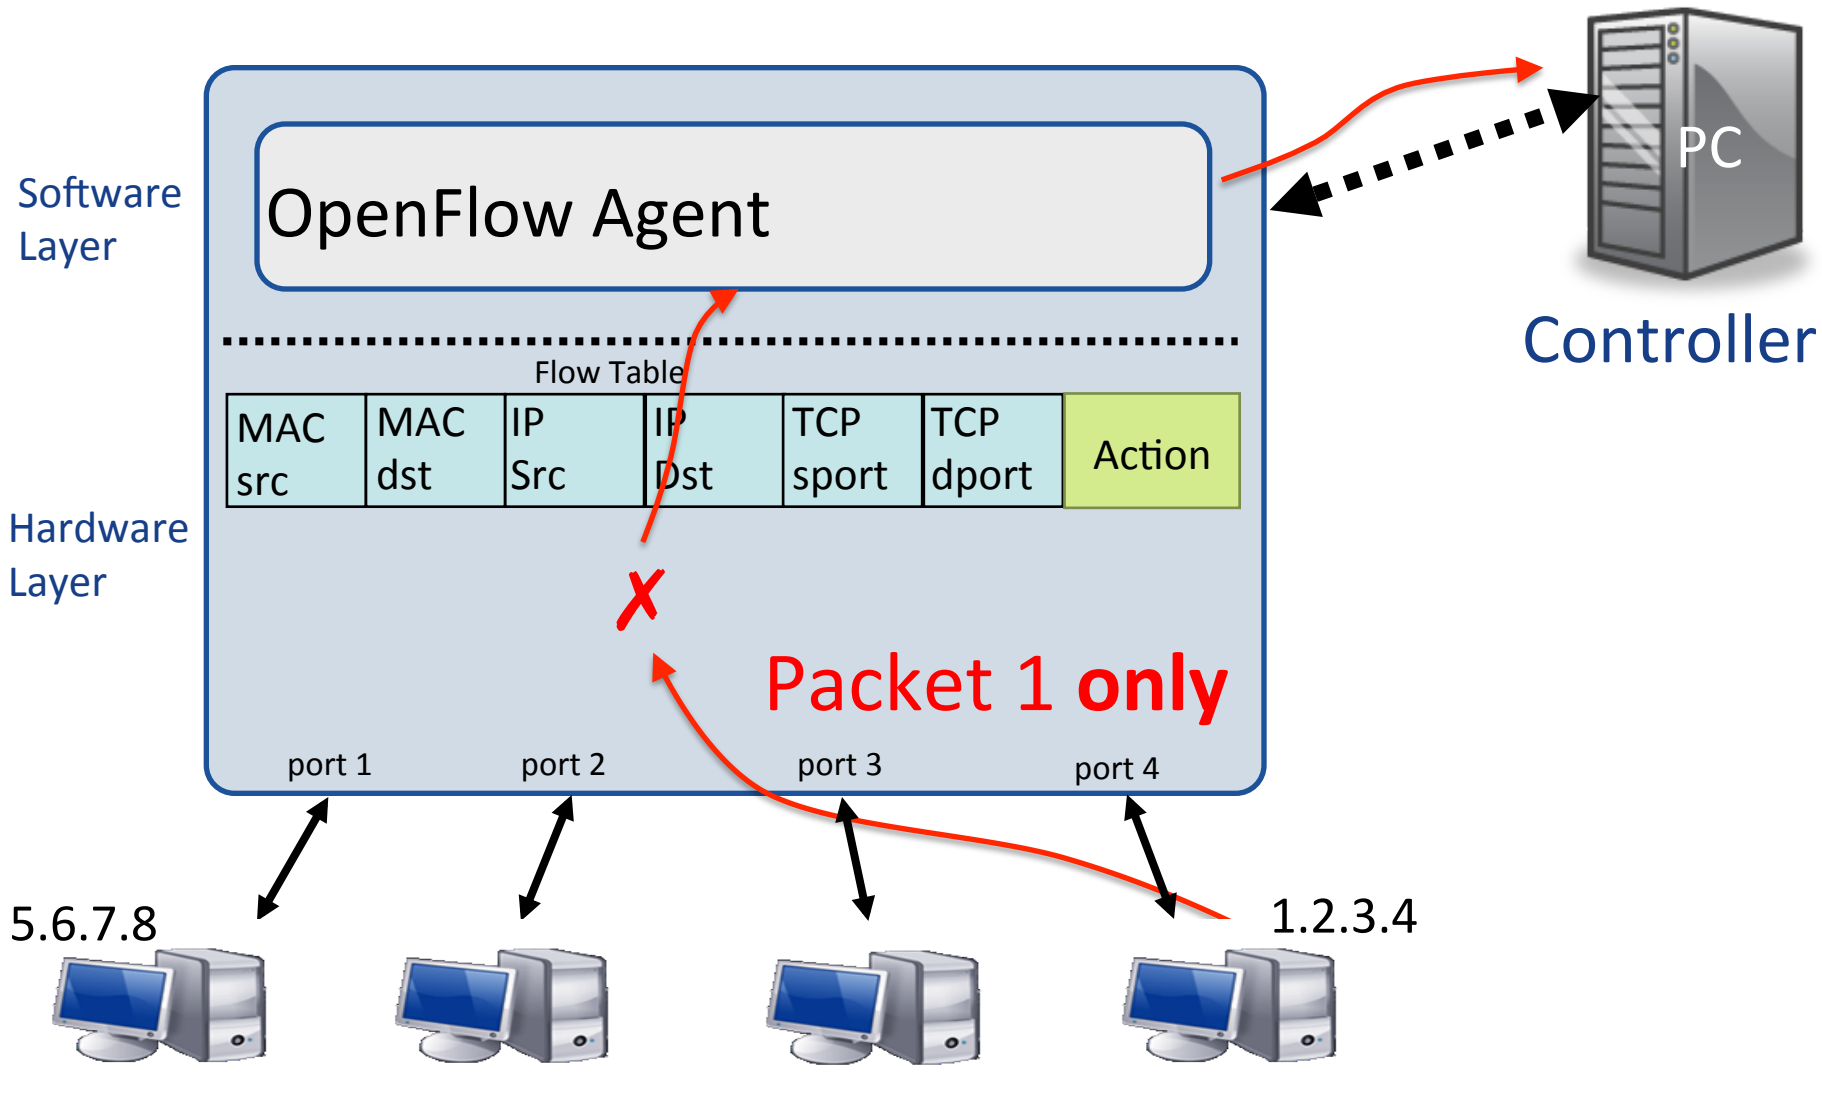 PC
Software
Layer
OpenFlow Agent
Controller
Flow Table
MAC
src
MAC
dst
IP
Src
IP
Dst
TCP
sport
TCP
dport
Action
Hardware
Layer
✗
Packet 1 only
port 1
port 2
port 3
port 4
5.6.7.8
1.2.3.4